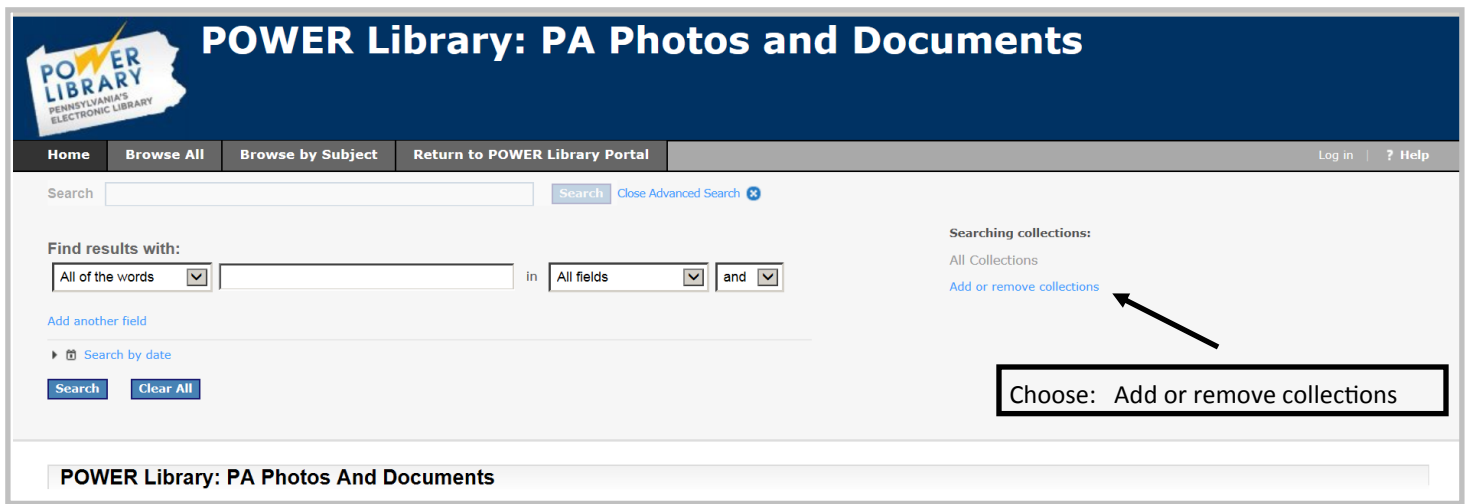 POWER Library: PA Photos and Documents
POWER
LIBRARY
PENNSYLVANIA'S
ELECTRONIC LIBRARY
Home Browse All Browse by Subject Return to POWER Library Portal Log in | ? Help
Search Search Close Advanced Search
Find results with:
All of the words in All fields and
Add another field
Search by date
Search Clear All
Searching collections:
All Collections
Add or remove collections
Choose: Add or remove collections
POWER Library: PA Photos And Documents